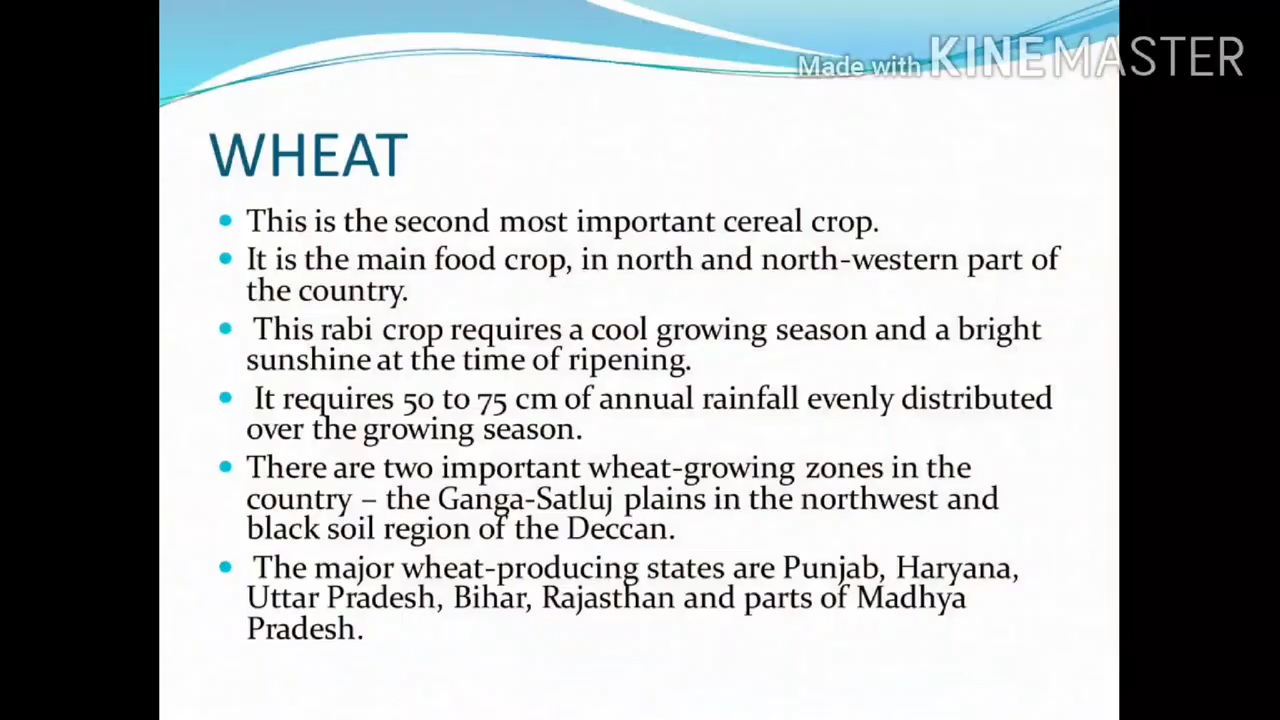 Made with KINEMASTER
WHEAT
• This is the second most important cereal crop.
• It is the main food crop, in north and north-western part of
the country.
• This rabi crop requires a cool growing season and a bright
sunshine at the time of ripening.
• It requires 50 to 75 cm of annual rainfall evenly distributed
over the growing season.
• There are two important wheat-growing zones in the
country – the Ganga-Satluj plains in the northwest and
black soil region of the Deccan.
• The major wheat-producing states are Punjab, Haryana,
Uttar Pradesh, Bihar, Rajasthan and parts of Madhya
Pradesh.